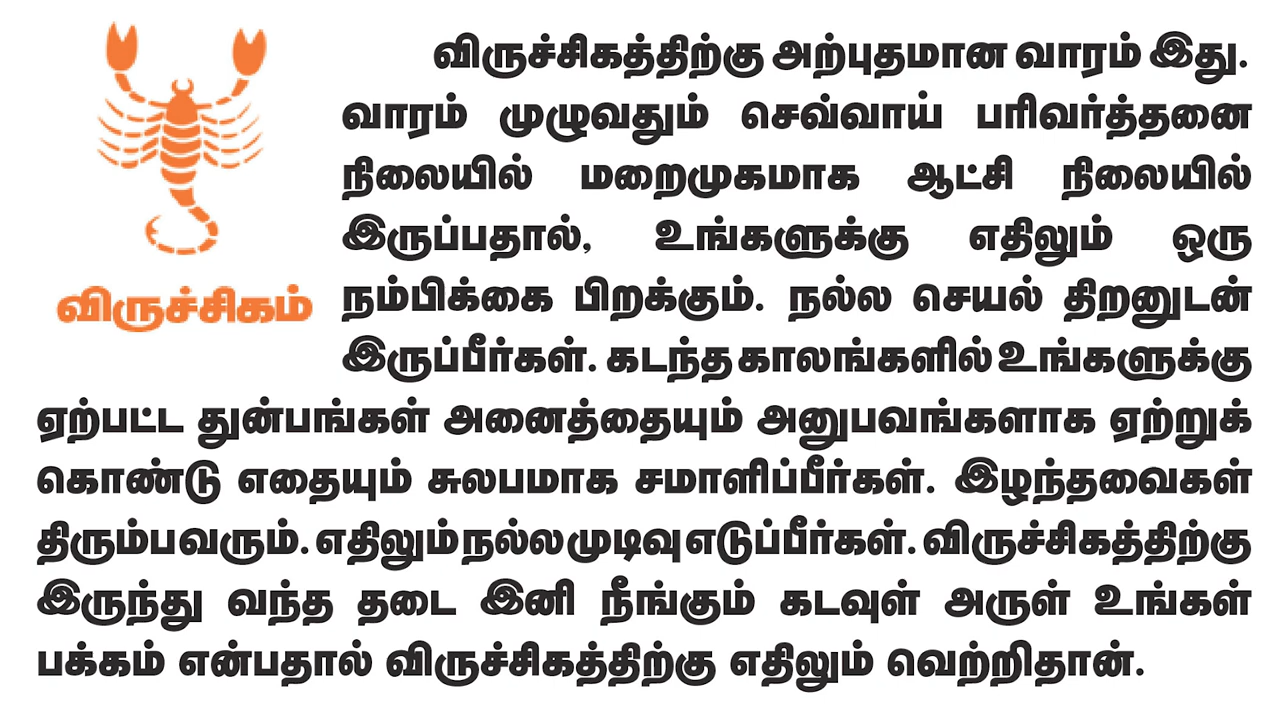 விருச்சிகத்திற்கு அற்புதமான வாரம் இது.
வாரம் முழுவதும் செவ்வாய் பரிவர்த்தனை
நிலையில் மறைமுகமாக ஆட்சி நிலையில்
இருப்பதால், உங்களுக்கு எதிலும் ஒரு
விருச்சிகம்
நம்பிக்கை பிறக்கும். நல்ல செயல் திறனுடன்
இருப்பீர்கள். கடந்த காலங்களில் உங்களுக்கு
ஏற்பட்ட துன்பங்கள் அனைத்தையும் அனுபவங்களாக ஏற்றுக்
கொண்டு எதையும் சுலபமாக சமாளிப்பீர்கள். இழந்தவைகள்
திரும்பவரும். எதிலும் நல்ல முடிவு எடுப்பீர்கள். விருச்சிகத்திற்கு
இருந்து வந்த தடை இனி நீங்கும் கடவுள் அருள் உங்கள்
பக்கம் என்பதால் விருச்சிகத்திற்கு எதிலும் வெற்றிதான்.